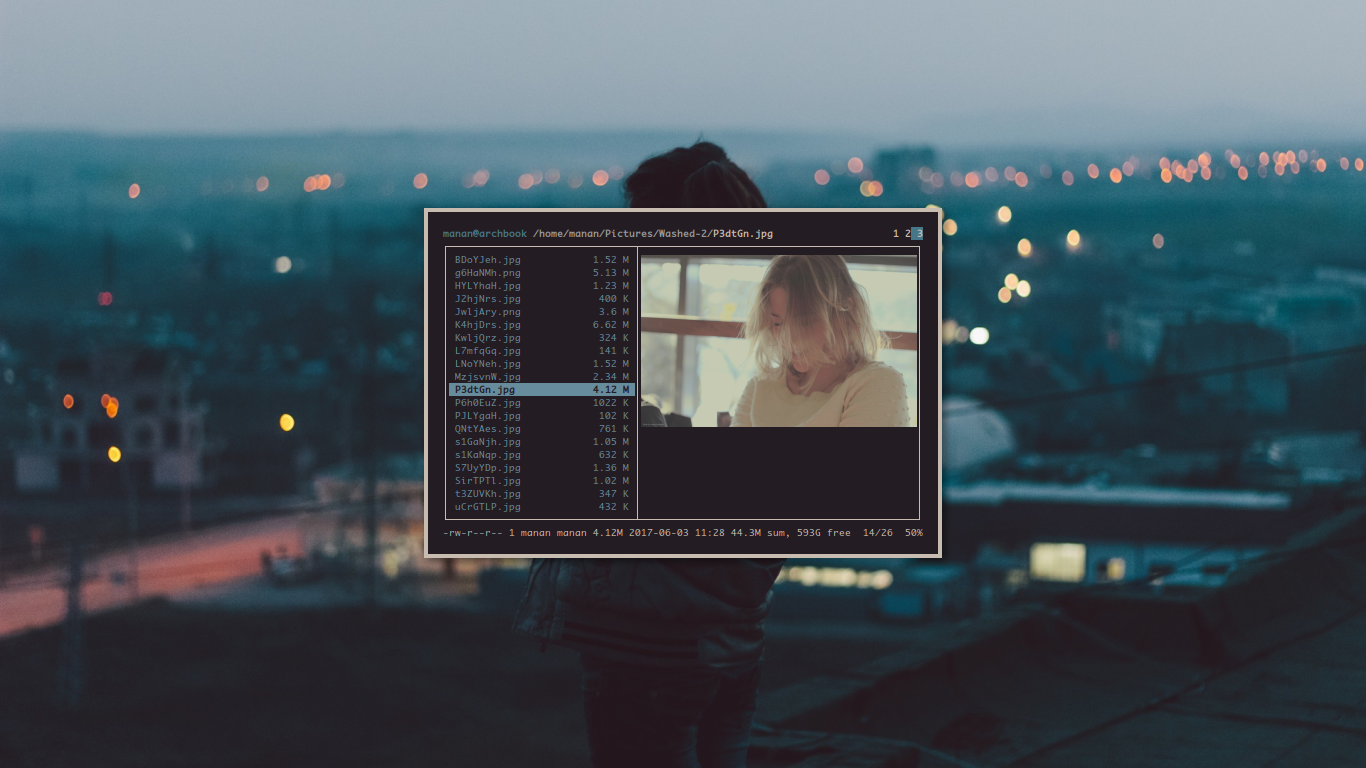 manan@archbook /home/manan/Pictures/Washed-2/P3dtGn.jpg 1 2 3
BDoYJeh.jpg 1.52 M
g6HaNMh.png 5.13 M
HYLYhaH.jpg 1.23 M
J2hjNrs.jpg 400 K
JwljAry.png 3.6 M
K4hjDrs.jpg 6.62 M
KwljQrz.jpg 324 K
L7mfqGq.jpg 141 K
LNoYNeh.jpg 1.52 M
MzjsvnW.jpg 2.34 M
P3dtGn.jpg 4.12 M
P6h0EuZ.jpg 1022 K
PJLYgaH.jpg 102 K
QNtYAes.jpg 761 K
s1GaNjh.jpg 1.05 M
s1KaNqp.jpg 632 K
S7UyYDp.jpg 1.36 M
SirTPTl.jpg 1.02 M
t3ZUVKh.jpg 347 K
uCrGTLP.jpg 432 K
-rw-r--r-- 1 manan manan 4.12M 2017-06-03 11:28 44.3M sum, 593G free 14/26 50%